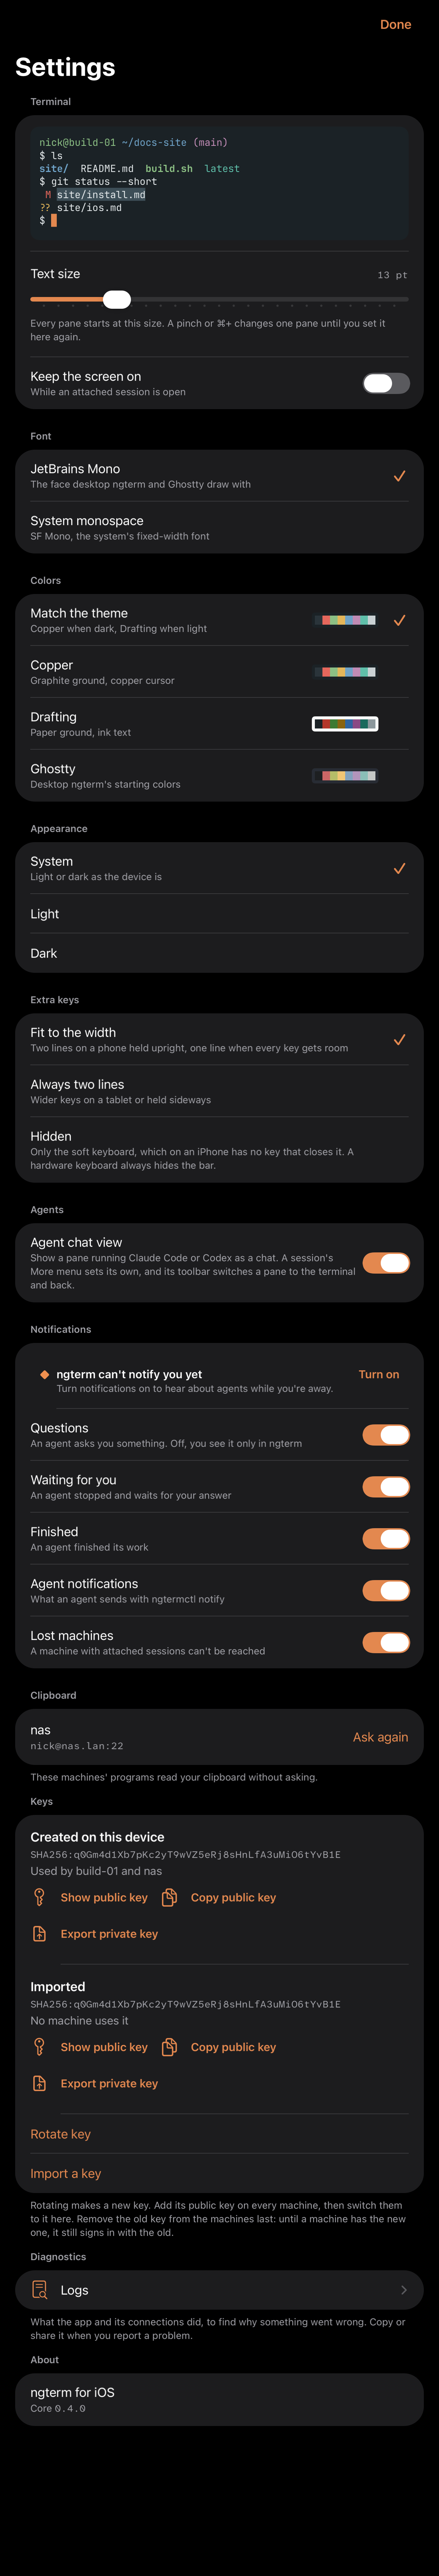 Done
Settings
Terminal
nick@build-01 ~/docs-site (main)
$ ls
site/ README.md build.sh latest
$ git status --short
M site/install.md
?? site/ios.md
$
Text size
13 pt
Every pane starts at this size. A pinch or ⌘+ changes one pane until you set it
here again.
Keep the screen on
While an attached session is open
Font
JetBrains Mono
The face desktop ngterm and Ghostty draw with
System monospace
SF Mono, the system's fixed-width font
Colors
Match the theme
Copper when dark, Drafting when light
Copper
Graphite ground, copper cursor
Drafting
Paper ground, ink text
Ghostty
Desktop ngterm's starting colors
Appearance
System
Light or dark as the device is
Light
Dark
Extra keys
Fit to the width
Two lines on a phone held upright, one line when every key gets room
Always two lines
Wider keys on a tablet or held sideways
Hidden
Only the soft keyboard, which on an iPhone has no key that closes it. A
hardware keyboard always hides the bar.
Agents
Agent chat view
Show a pane running Claude Code or Codex as a chat. A session's
More menu sets its own, and its toolbar switches a pane to the terminal
and back.
Notifications
ngterm can't notify you yet
Turn on
Turn notifications on to hear about agents while you're away.
Questions
An agent asks you something. Off, you see it only in ngterm
Waiting for you
An agent stopped and waits for your answer
Finished
An agent finished its work
Agent notifications
What an agent sends with ngtermctl notify
Lost machines
A machine with attached sessions can't be reached
Clipboard
nas
nick@nas.lan:22
Ask again
These machines' programs read your clipboard without asking.
Keys
Created on this device
SHA256:q0Gm4d1Xb7pKc2yT9wVZ5eRj8sHnLfA3uMiO6tYvB1E
Used by build-01 and nas
Show public key
Copy public key
Export private key
Imported
SHA256:q0Gm4d1Xb7pKc2yT9wVZ5eRj8sHnLfA3uMiO6tYvB1E
No machine uses it
Show public key
Copy public key
Export private key
Rotate key
Import a key
Rotating makes a new key. Add its public key on every machine, then switch them
to it here. Remove the old key from the machines last: until a machine has the new
one, it still signs in with the old.
Diagnostics
Logs
What the app and its connections did, to find why something went wrong. Copy or
share it when you report a problem.
About
ngterm for iOS
Core 0.4.0